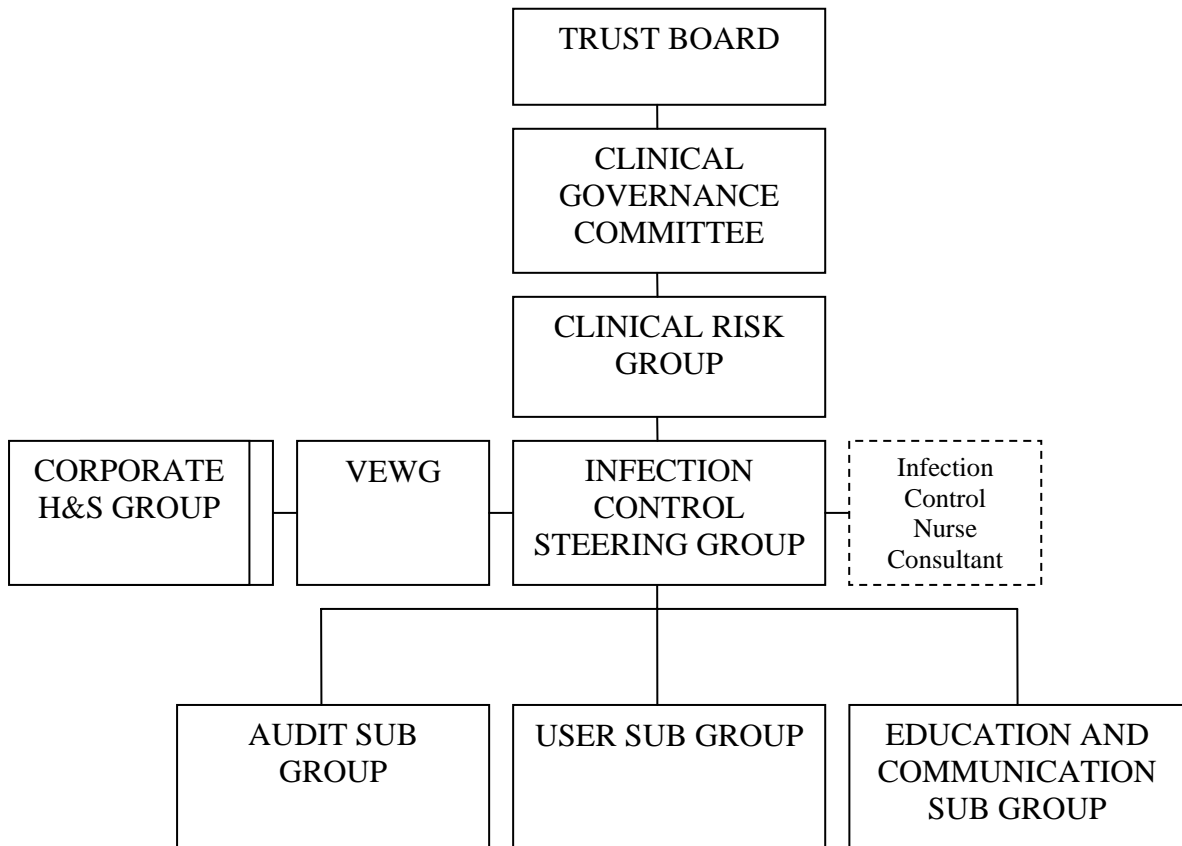 TRUST BOARD
CLINICAL
GOVERNANCE
COMMITTEE
CLINICAL RISK
GROUP
CORPORATE
H&S GROUP
VEWG
INFECTION
CONTROL
STEERING GROUP
Infection
Control
Nurse
Consultant
AUDIT SUB
GROUP
USER SUB GROUP
EDUCATION AND
COMMUNICATION
SUB GROUP